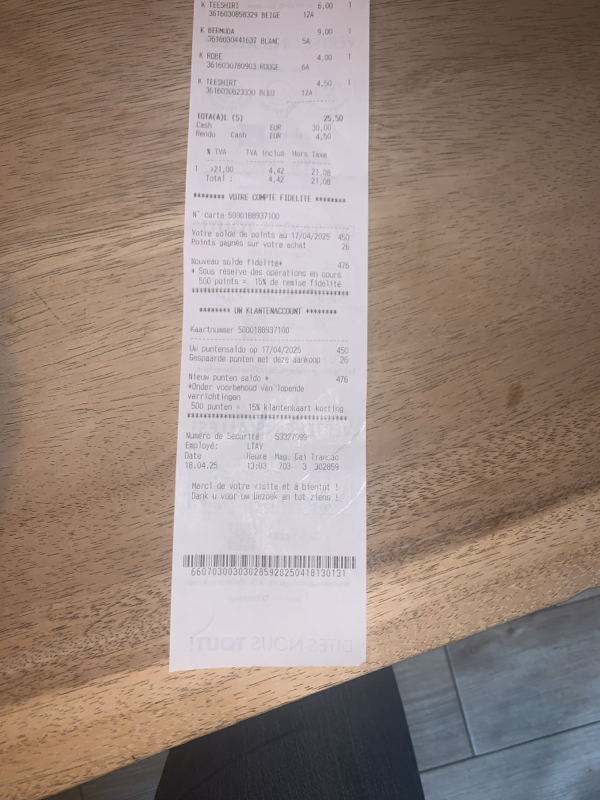 K TEESHIRT 6,00 1
3616030858329 BEIGE 12A
K BERMUDA 9,00 1
3616030441637 BLANC 5A
K ROBE 4,00 1
3616030780903 ROUGE 6A
K TEESHIRT 4,50 1
3616030623330 BLEU 12A
TOTA(A)L (5) 25,50
Cash EUR 30,00
Rendu Cash EUR 4,50
% TVA TVA Inclus Hors Taxe
1 >21,00 4,42 21,08
Total : 4,42 21,08
******** VOTRE COMPTE FIDELITE ********
N° carte 5000188937100
Votre solde de points au 17/04/2025 450
Points gagnés sur votre achat 26
Nouveau solde fidélité* 476
* Sous réserve des opérations en cours
500 points = 15% de remise fidélité
******** UW KLANTENACCOUNT ********
Kaartnummer 5000188937100
Uw puntensaldo op 17/04/2025 450
Gespaarde punten met deze aankoop 26
Nieuw punten saldo * 476
*Onder voorbehoud van lopende
verrichtingen
500 punten = 15% klantenkaart korting
Numéro de Sécurité S3327999
Employé: LTAY
Date Heure Mag. Cai Transac
18.04.25 13:03 703 3 302859
Merci de votre visite et à bientôt !
Dank u voor uw bezoek en tot ziens !
660703003030285920250418130131
DITES NOUS TOUT!